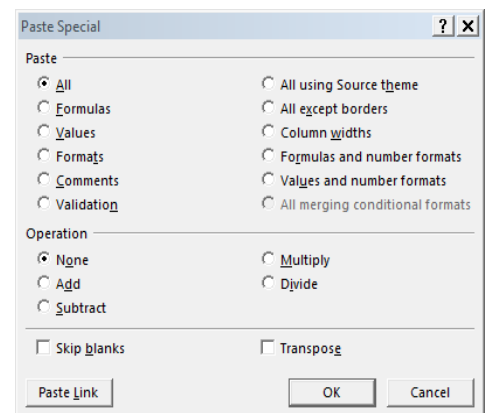 Paste Special ? X
Paste
All All using Source theme
Formulas All except borders
Values Column widths
Formats Formulas and number formats
Comments Values and number formats
Validation All merging conditional formats
Operation
None Multiply
Add Divide
Subtract
Skip blanks Transpose
Paste Link OK Cancel